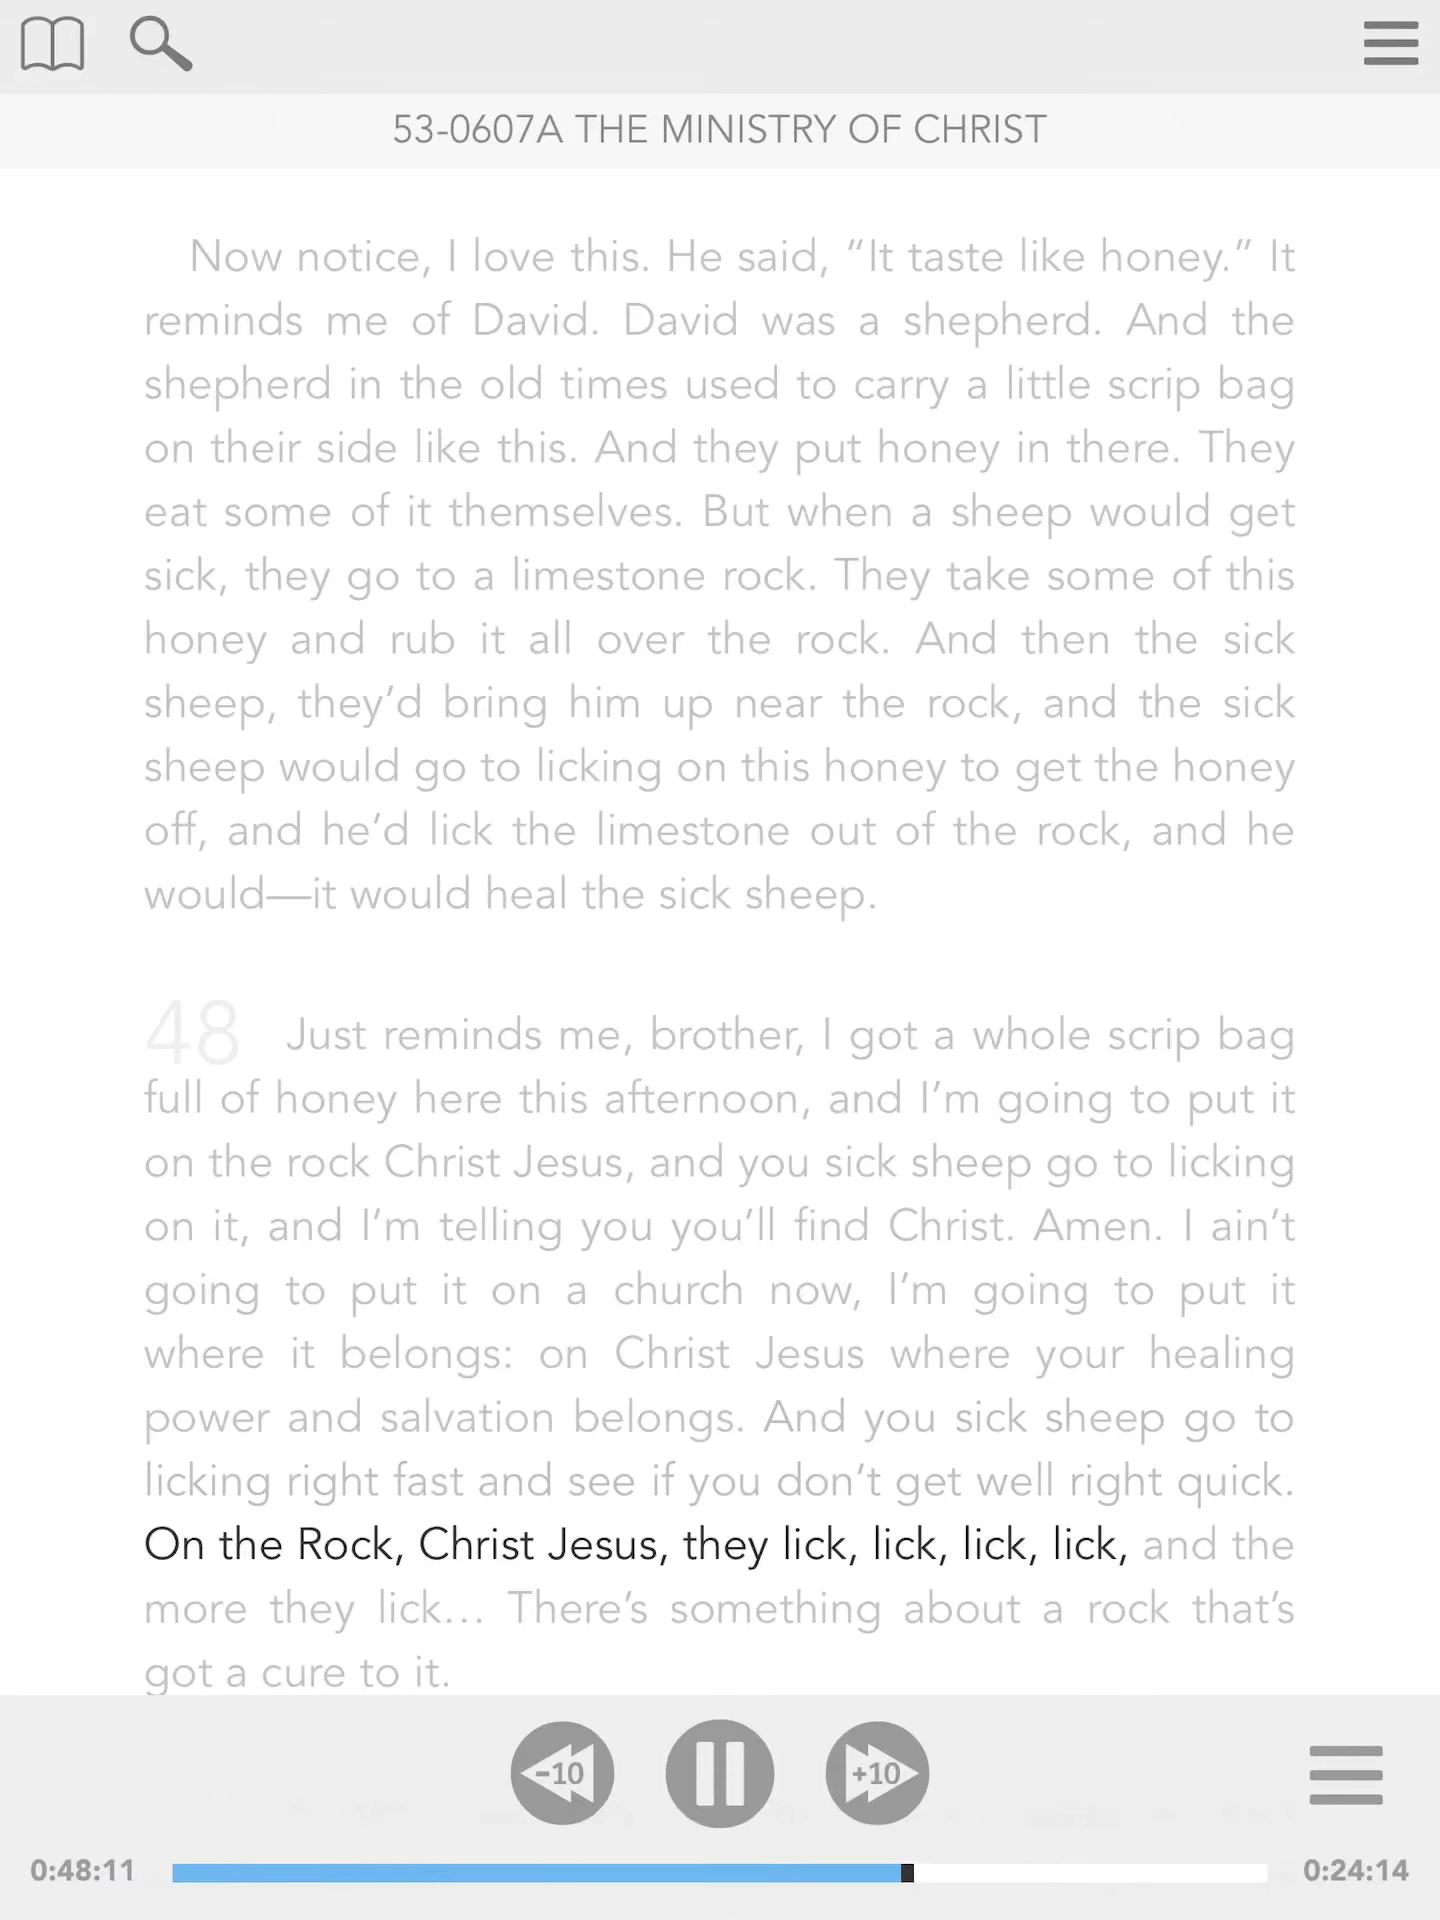 53-0607A THE MINISTRY OF CHRIST
Now notice, I love this. He said, “It taste like honey.” It
reminds me of David. David was a shepherd. And the
shepherd in the old times used to carry a little scrip bag
on their side like this. And they put honey in there. They
eat some of it themselves. But when a sheep would get
sick, they go to a limestone rock. They take some of this
honey and rub it all over the rock. And then the sick
sheep, they’d bring him up near the rock, and the sick
sheep would go to licking on this honey to get the honey
off, and he’d lick the limestone out of the rock, and he
would—it would heal the sick sheep.
48 Just reminds me, brother, I got a whole scrip bag
full of honey here this afternoon, and I’m going to put it
on the rock Christ Jesus, and you sick sheep go to licking
on it, and I’m telling you you’ll find Christ. Amen. I ain’t
going to put it on a church now, I’m going to put it
where it belongs: on Christ Jesus where your healing
power and salvation belongs. And you sick sheep go to
licking right fast and see if you don’t get well right quick.
On the Rock, Christ Jesus, they lick, lick, lick, lick, and the
more they lick… There’s something about a rock that’s
got a cure to it.
-10 +10
0:48:11 0:24:14